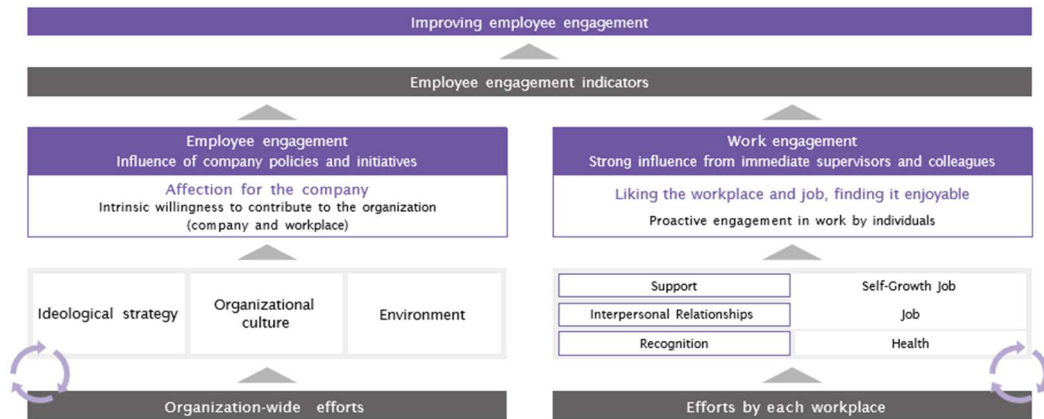 Improving employee engagement
Employee engagement indicators
Employee engagement
Influence of company policies and initiatives
Affection for the company
Intrinsic willingness to contribute to the organization
(company and workplace)
Work engagement
Strong influence from immediate supervisors and colleagues
Liking the workplace and job, finding it enjoyable
Proactive engagement in work by individuals
Ideological strategy
Organizational
culture
Environment
Support
Self-Growth Job
Interpersonal Relationships
Job
Recognition
Health
Organization-wide efforts
Efforts by each workplace